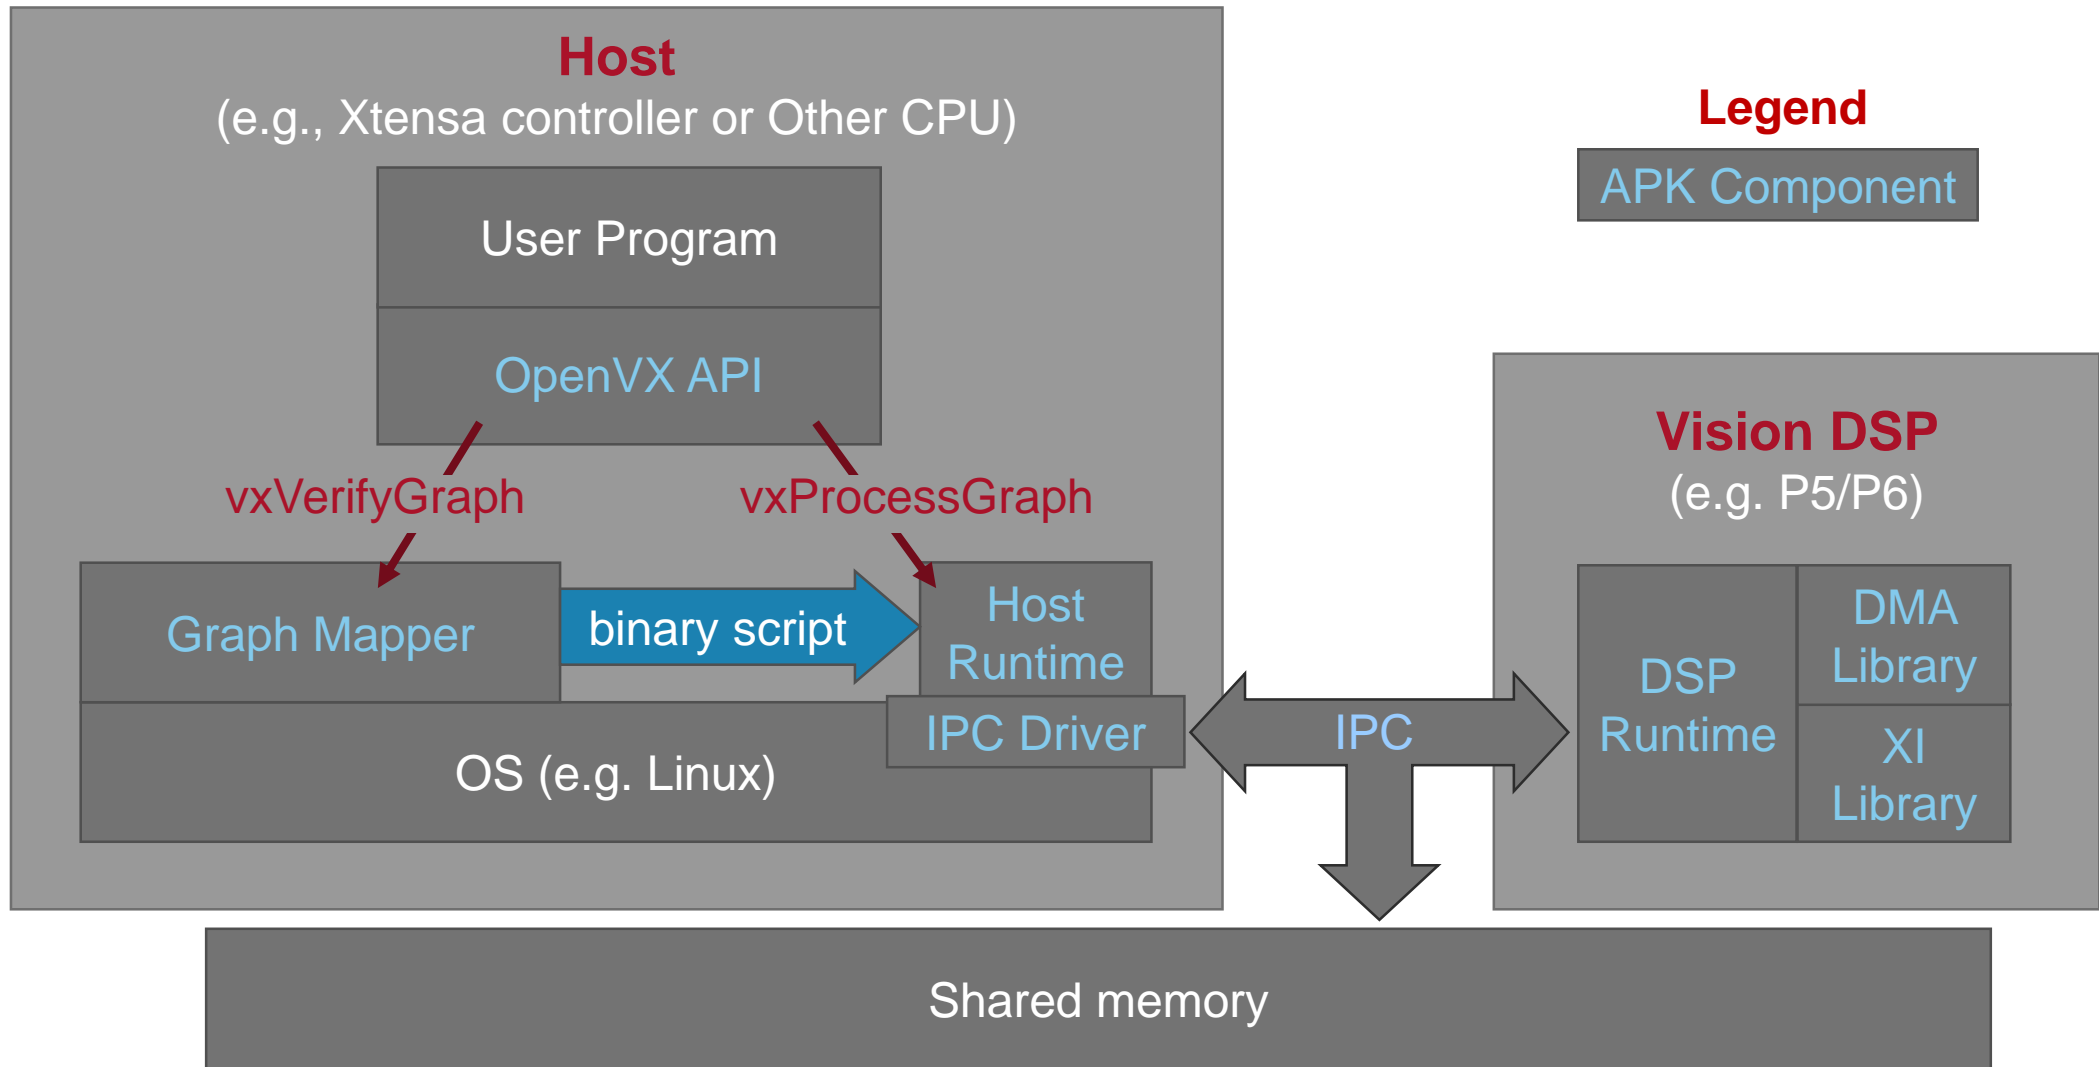 Host
(e.g., Xtensa controller or Other CPU)
Legend
APK Component
User Program
OpenVX API
vxVerifyGraph
vxProcessGraph
Graph Mapper
binary script
Host
Runtime
IPC Driver
OS (e.g. Linux)
IPC
Vision DSP
(e.g. P5/P6)
DSP
Runtime
DMA
Library
XI
Library
Shared memory